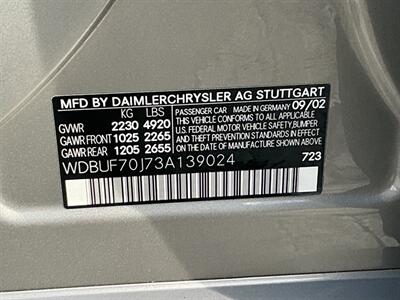 MFD BY DAIMLERCHRYSLER AG STUTTGART
KG LB PASSENGER CAR MADE IN GERMANY 09/02
GVWR 2230 4920 THIS VEHICLE CONFORMS TO ALL APPLICABLE
GAWR FRONT 1025 2265 U.S. FEDERAL MOTOR VEHICLE SAFETY, BUMPER
GAWR REAR 1205 2655 AND THEFT PREVENTION STANDARDS IN EFFECT ON THE DATE OF MANUFACTURE SHOWN ABOVE
WDBUF70J73A139024 723